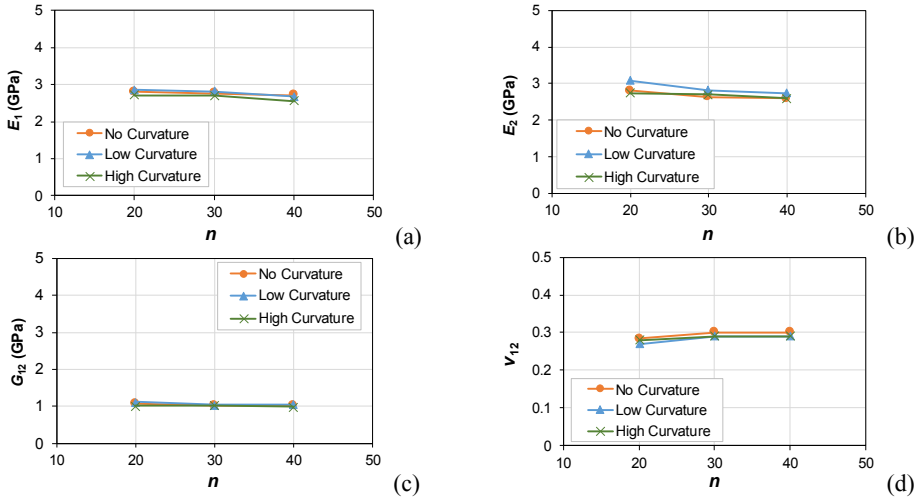 5
4
3
2
1
0
E1 (GPa)
No Curvature
Low Curvature
High Curvature
10 20 30 40 50
n
(a)
5
4
3
2
1
0
E2 (GPa)
No Curvature
Low Curvature
High Curvature
10 20 30 40 50
n
(b)
5
4
3
2
1
0
G12 (GPa)
No Curvature
Low Curvature
High Curvature
10 20 30 40 50
n
(c)
0.5
0.4
0.3
0.2
0.1
0
ν12
No Curvature
Low Curvature
High Curvature
10 20 30 40 50
n
(d)